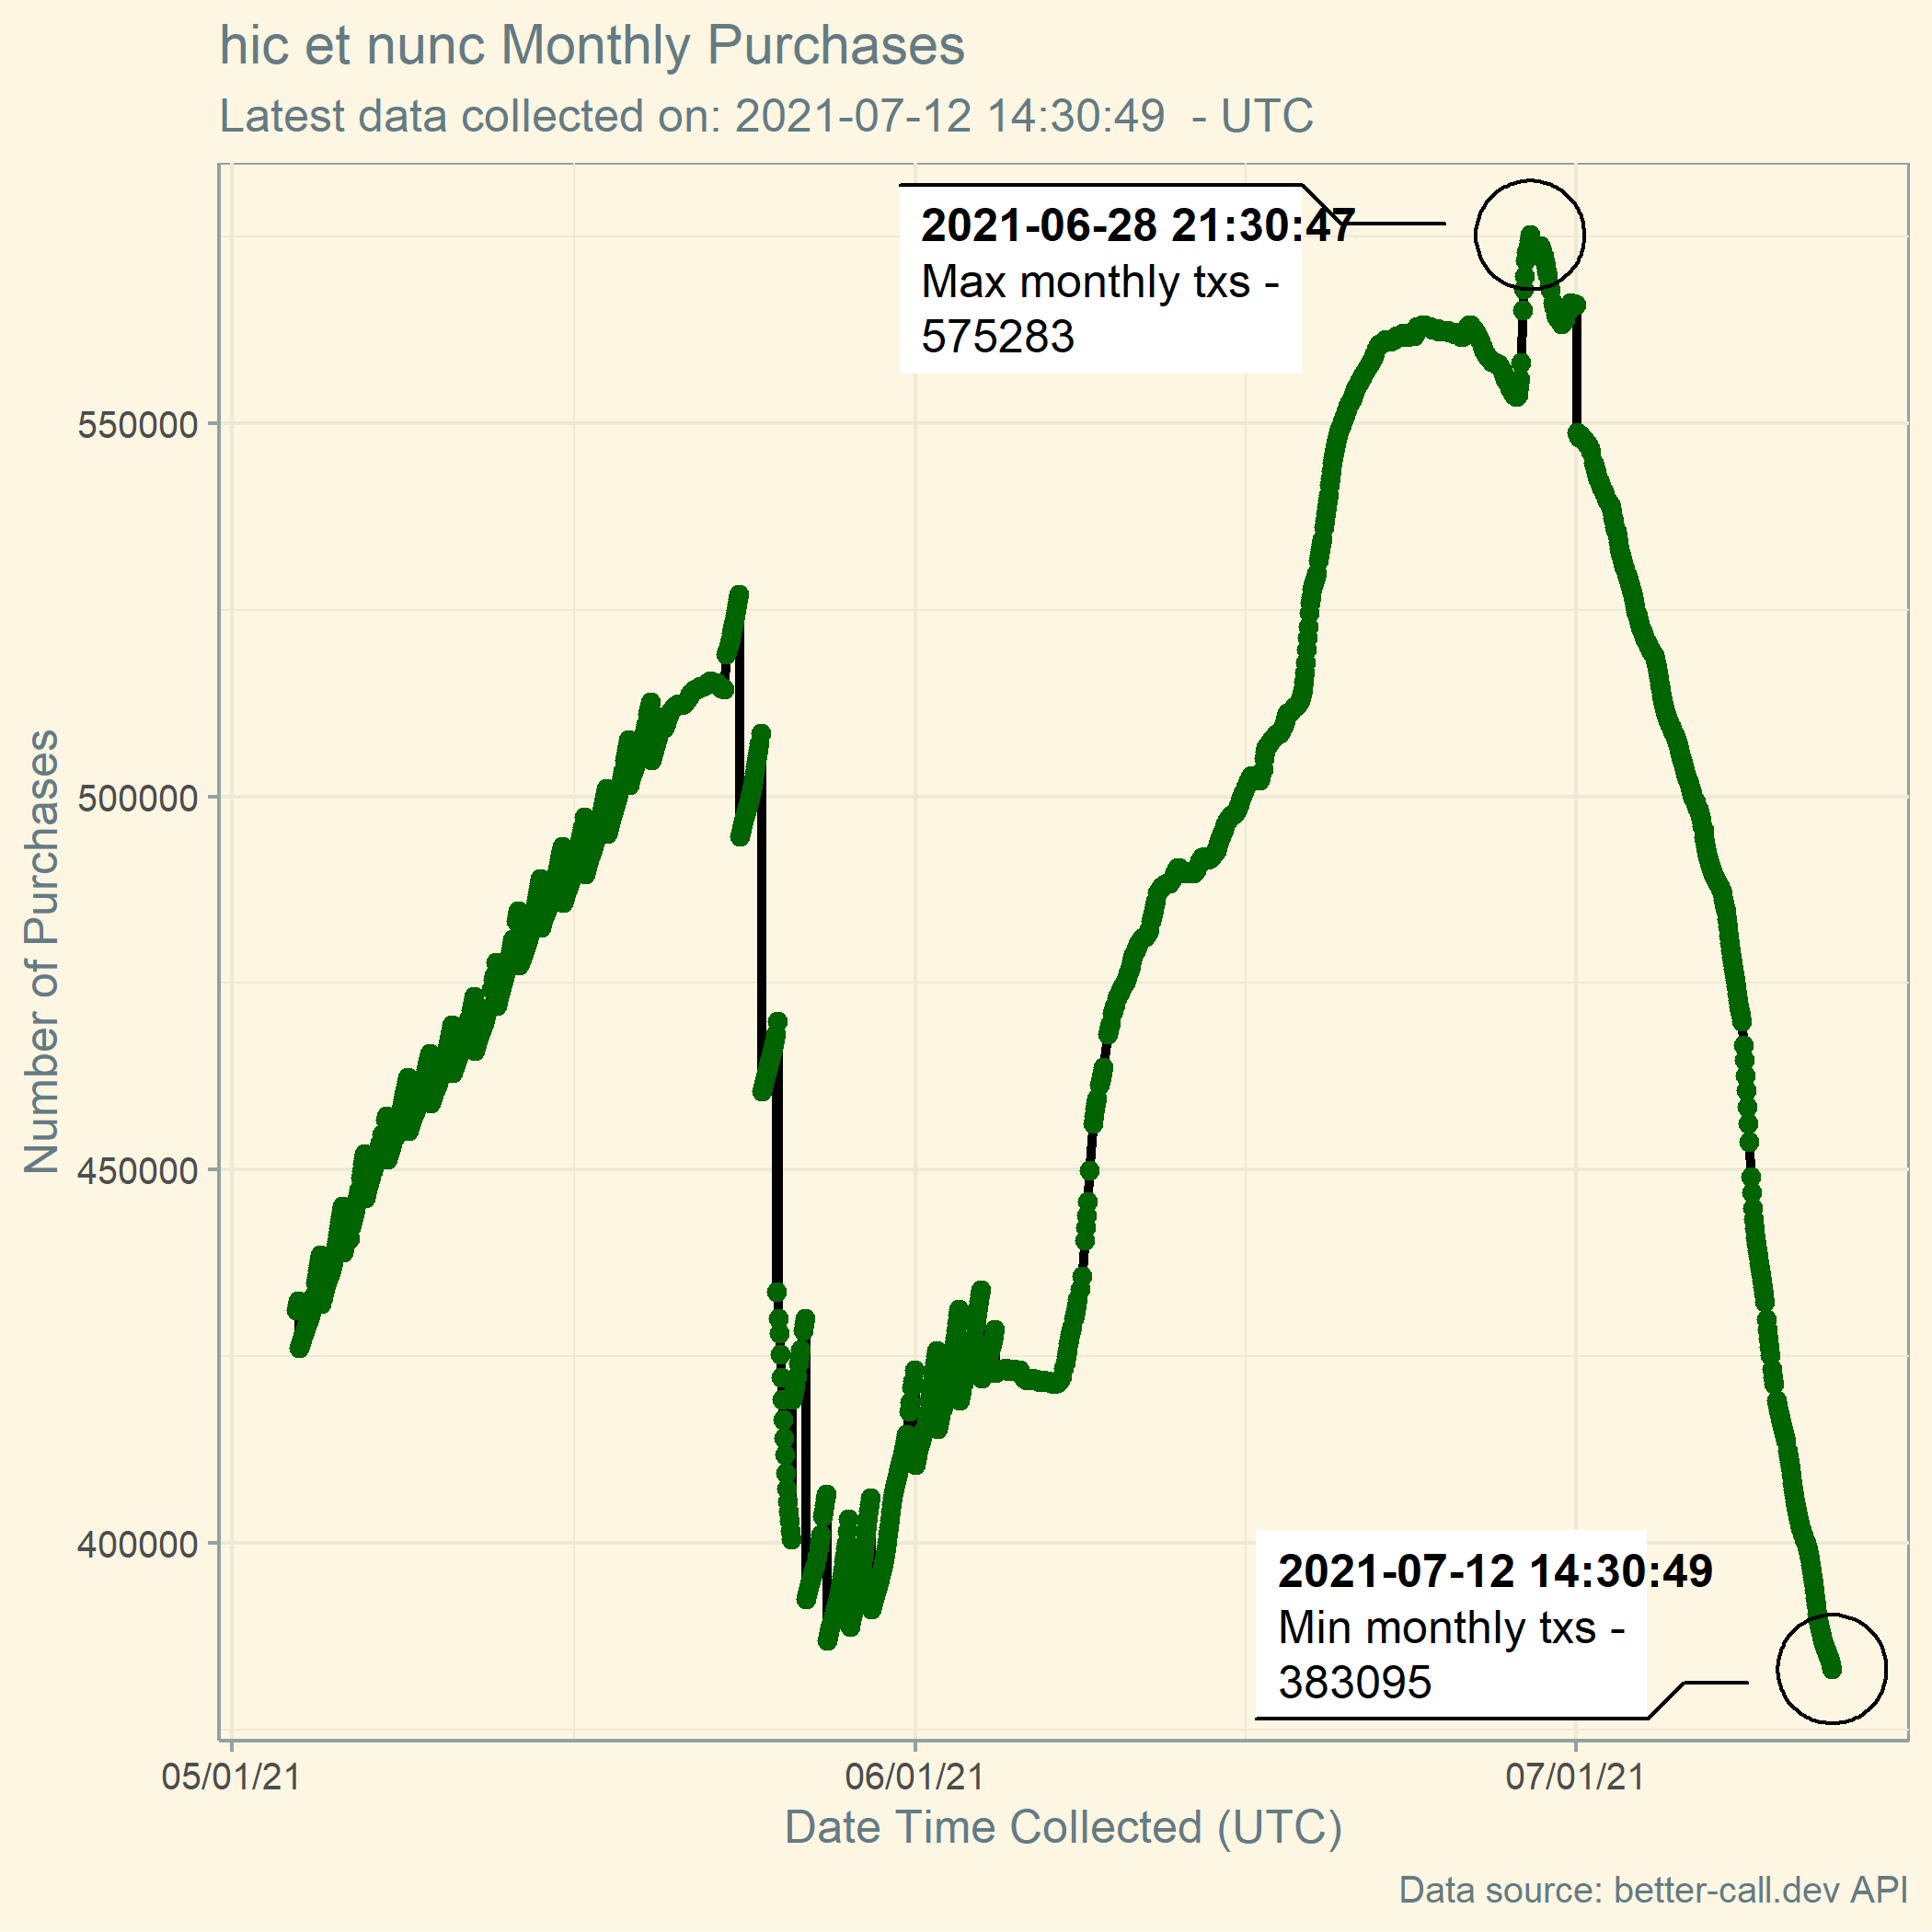 hic et nunc Monthly Purchases
Latest data collected on: 2021-07-12 14:30:49  - UTC
2021-06-28 21:30:47
Max monthly txs -
575283
Number of Purchases
550000
500000
450000
400000
2021-07-12 14:30:49
Min monthly txs -
383095
05/01/21
06/01/21
07/01/21
Date Time Collected (UTC)
Data source: better-call.dev API